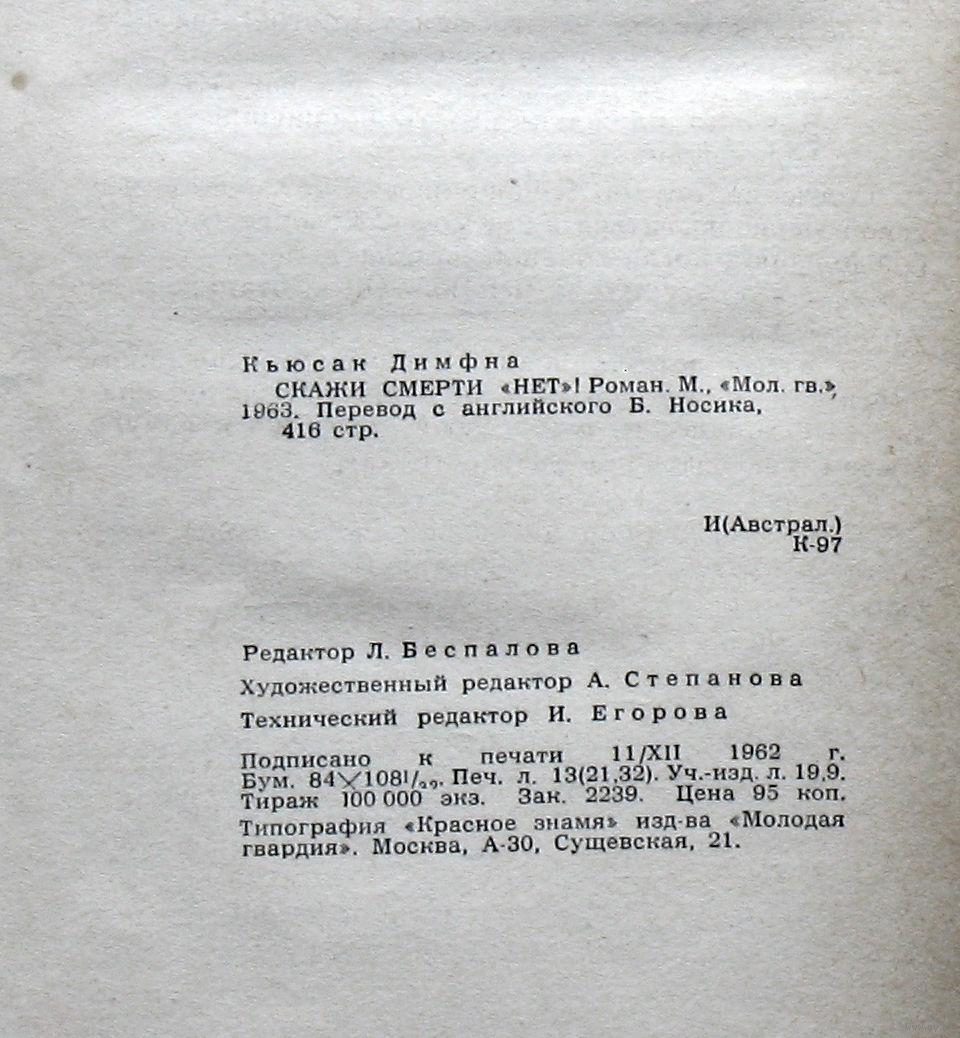 Кьюсак Димфна
СКАЖИ СМЕРТИ «НЕТ»! Роман. М., «Мол. гв.»,
1963. Перевод с английского Б. Носика,
416 стр.
И(Австрал.)
К-97
Редактор Л. Беспалова
Художественный редактор А. Степанова
Технический редактор И. Егорова
Подписано к печати 11/XII 1962 г.
Бум. 84×108¹/₃₂. Печ. л. 13(21,32). Уч.-изд. л. 19,9.
Тираж 100 000 экз. Зак. 2239. Цена 95 коп.
Типография «Красное знамя» изд-ва «Молодая
гвардия». Москва, А-30, Сущевская, 21.